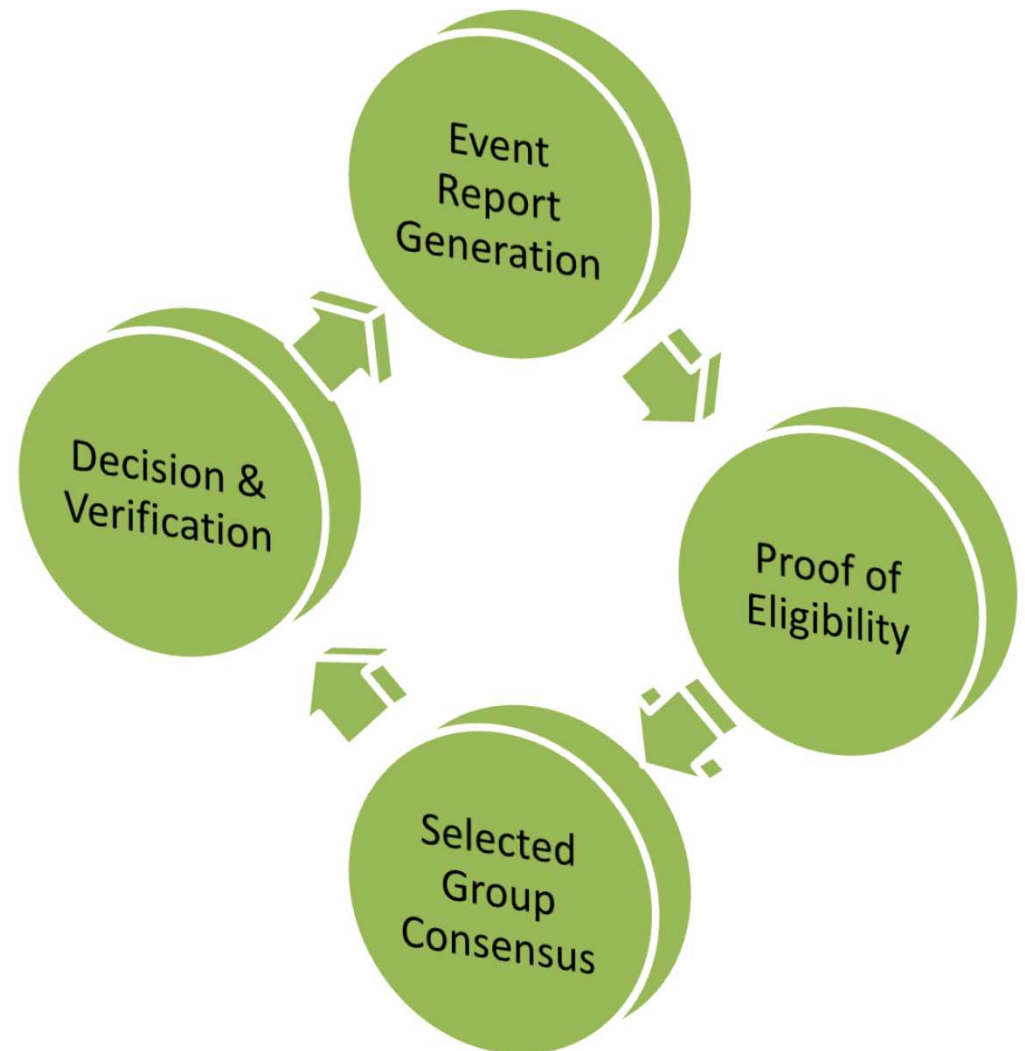 Event
Report
Generation
Proof of
Eligibility
Selected
Group
Consensus
Decision &
Verification